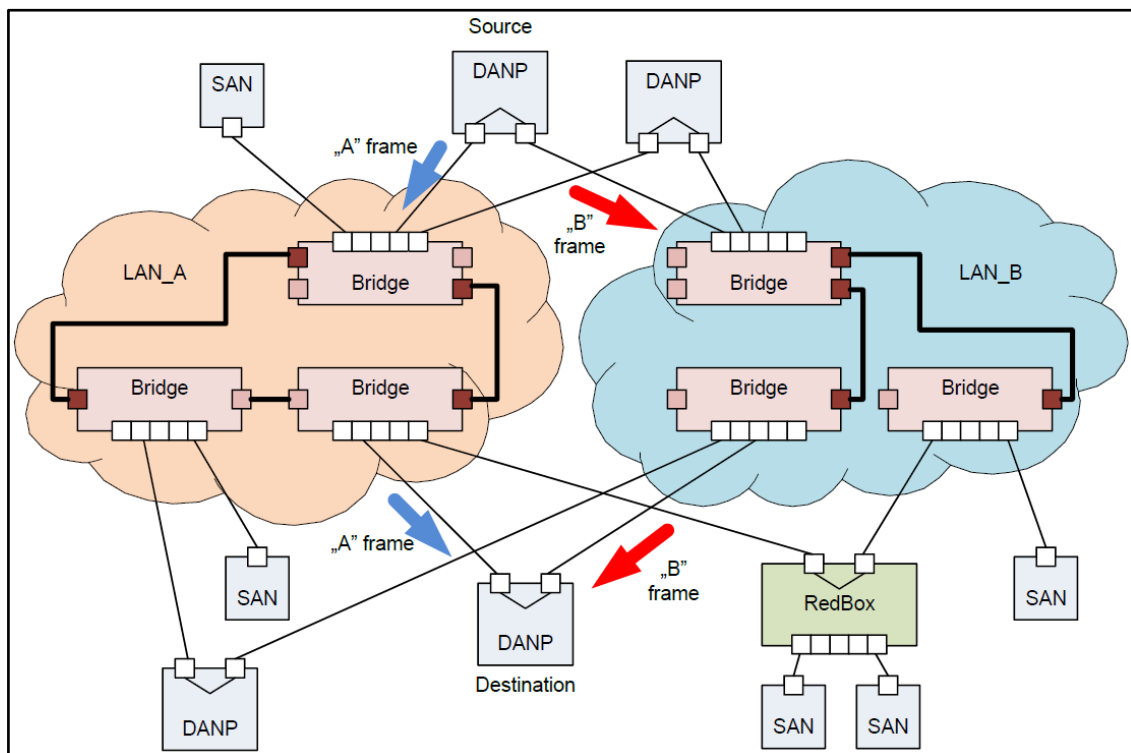 Source
SAN
DANP
DANP
„A” frame
„B”
frame
LAN_A
Bridge
Bridge
LAN_B
Bridge
Bridge
Bridge
Bridge
„A” frame
„B”
frame
SAN
DANP
RedBox
SAN
Destination
DANP
SAN
SAN